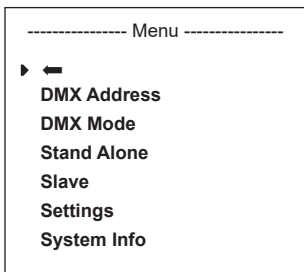 ---------------- Menu ----------------
DMX Address
DMX Mode
Stand Alone
Slave
Settings
System Info